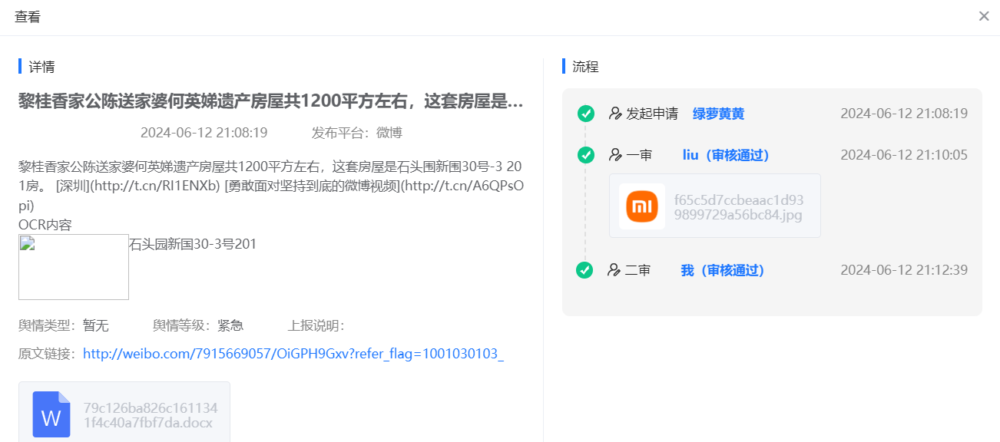 查看
详情
黎桂香家公陈送家婆何英娣遗产房屋共1200平方左右，这套房屋是...
2024-06-12 21:08:19 发布平台：微博
黎桂香家公陈送家婆何英娣遗产房屋共1200平方左右，这套房屋是石头围新围30号-3 20
1房。 [深圳](http://t.cn/RI1ENXb) [勇敢面对坚持到底的微博视频](http://t.cn/A6QPsO
pi)
OCR内容
石头园新国30-3号201
舆情类型：暂无 舆情等级：紧急 上报说明：
原文链接：http://weibo.com/7915669057/OiGPH9Gxv?refer_flag=1001030103_
W
79c126ba826c161134
1f4c40a7fbf7da.docx
流程
发起申请 绿萝黄黄 2024-06-12 21:08:19
一审 liu（审核通过） 2024-06-12 21:10:05
mi
f65c5d7ccbeaac1d93
9899729a56bc84.jpg
二审 我（审核通过） 2024-06-12 21:12:39